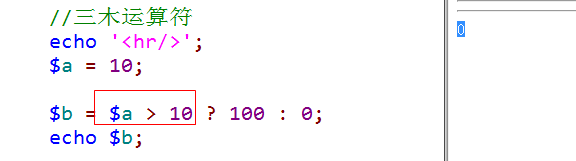 //三木运算符
echo '<hr/>';
$a = 10;
$b = $a > 10 ? 100 : 0;
echo $b;
0